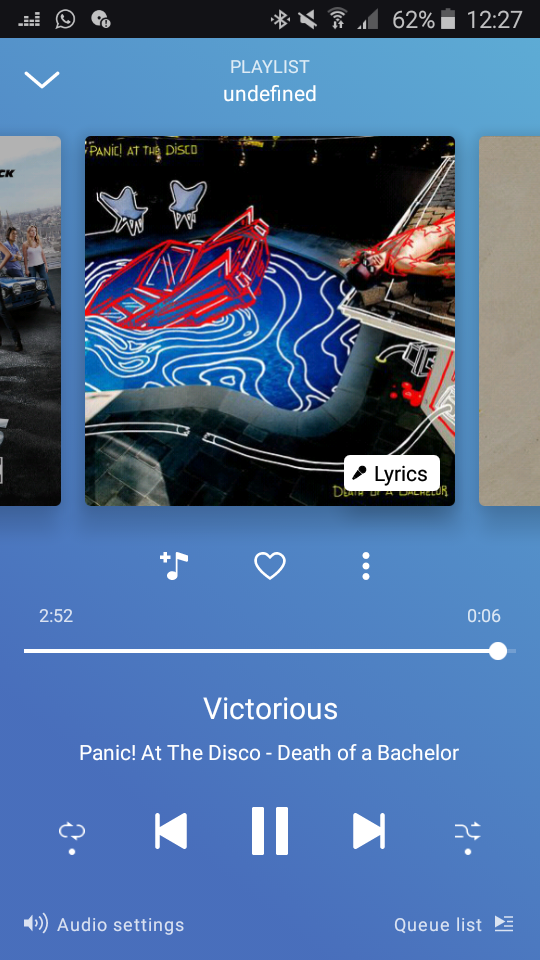 62% 12:27
PLAYLIST
undefined
CK
PANIC! AT THE DISCO
Lyrics
DEATH OF A BACHELOR
2:52 0:06
Victorious
Panic! At The Disco - Death of a Bachelor
Audio settings Queue list